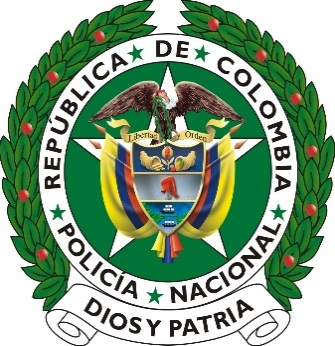 REPÚBLICA ★ DE ★ COLOMBIA
Libertad y Orden
★ POLICÍA ★ NACIONAL ★
DIOS Y PATRIA